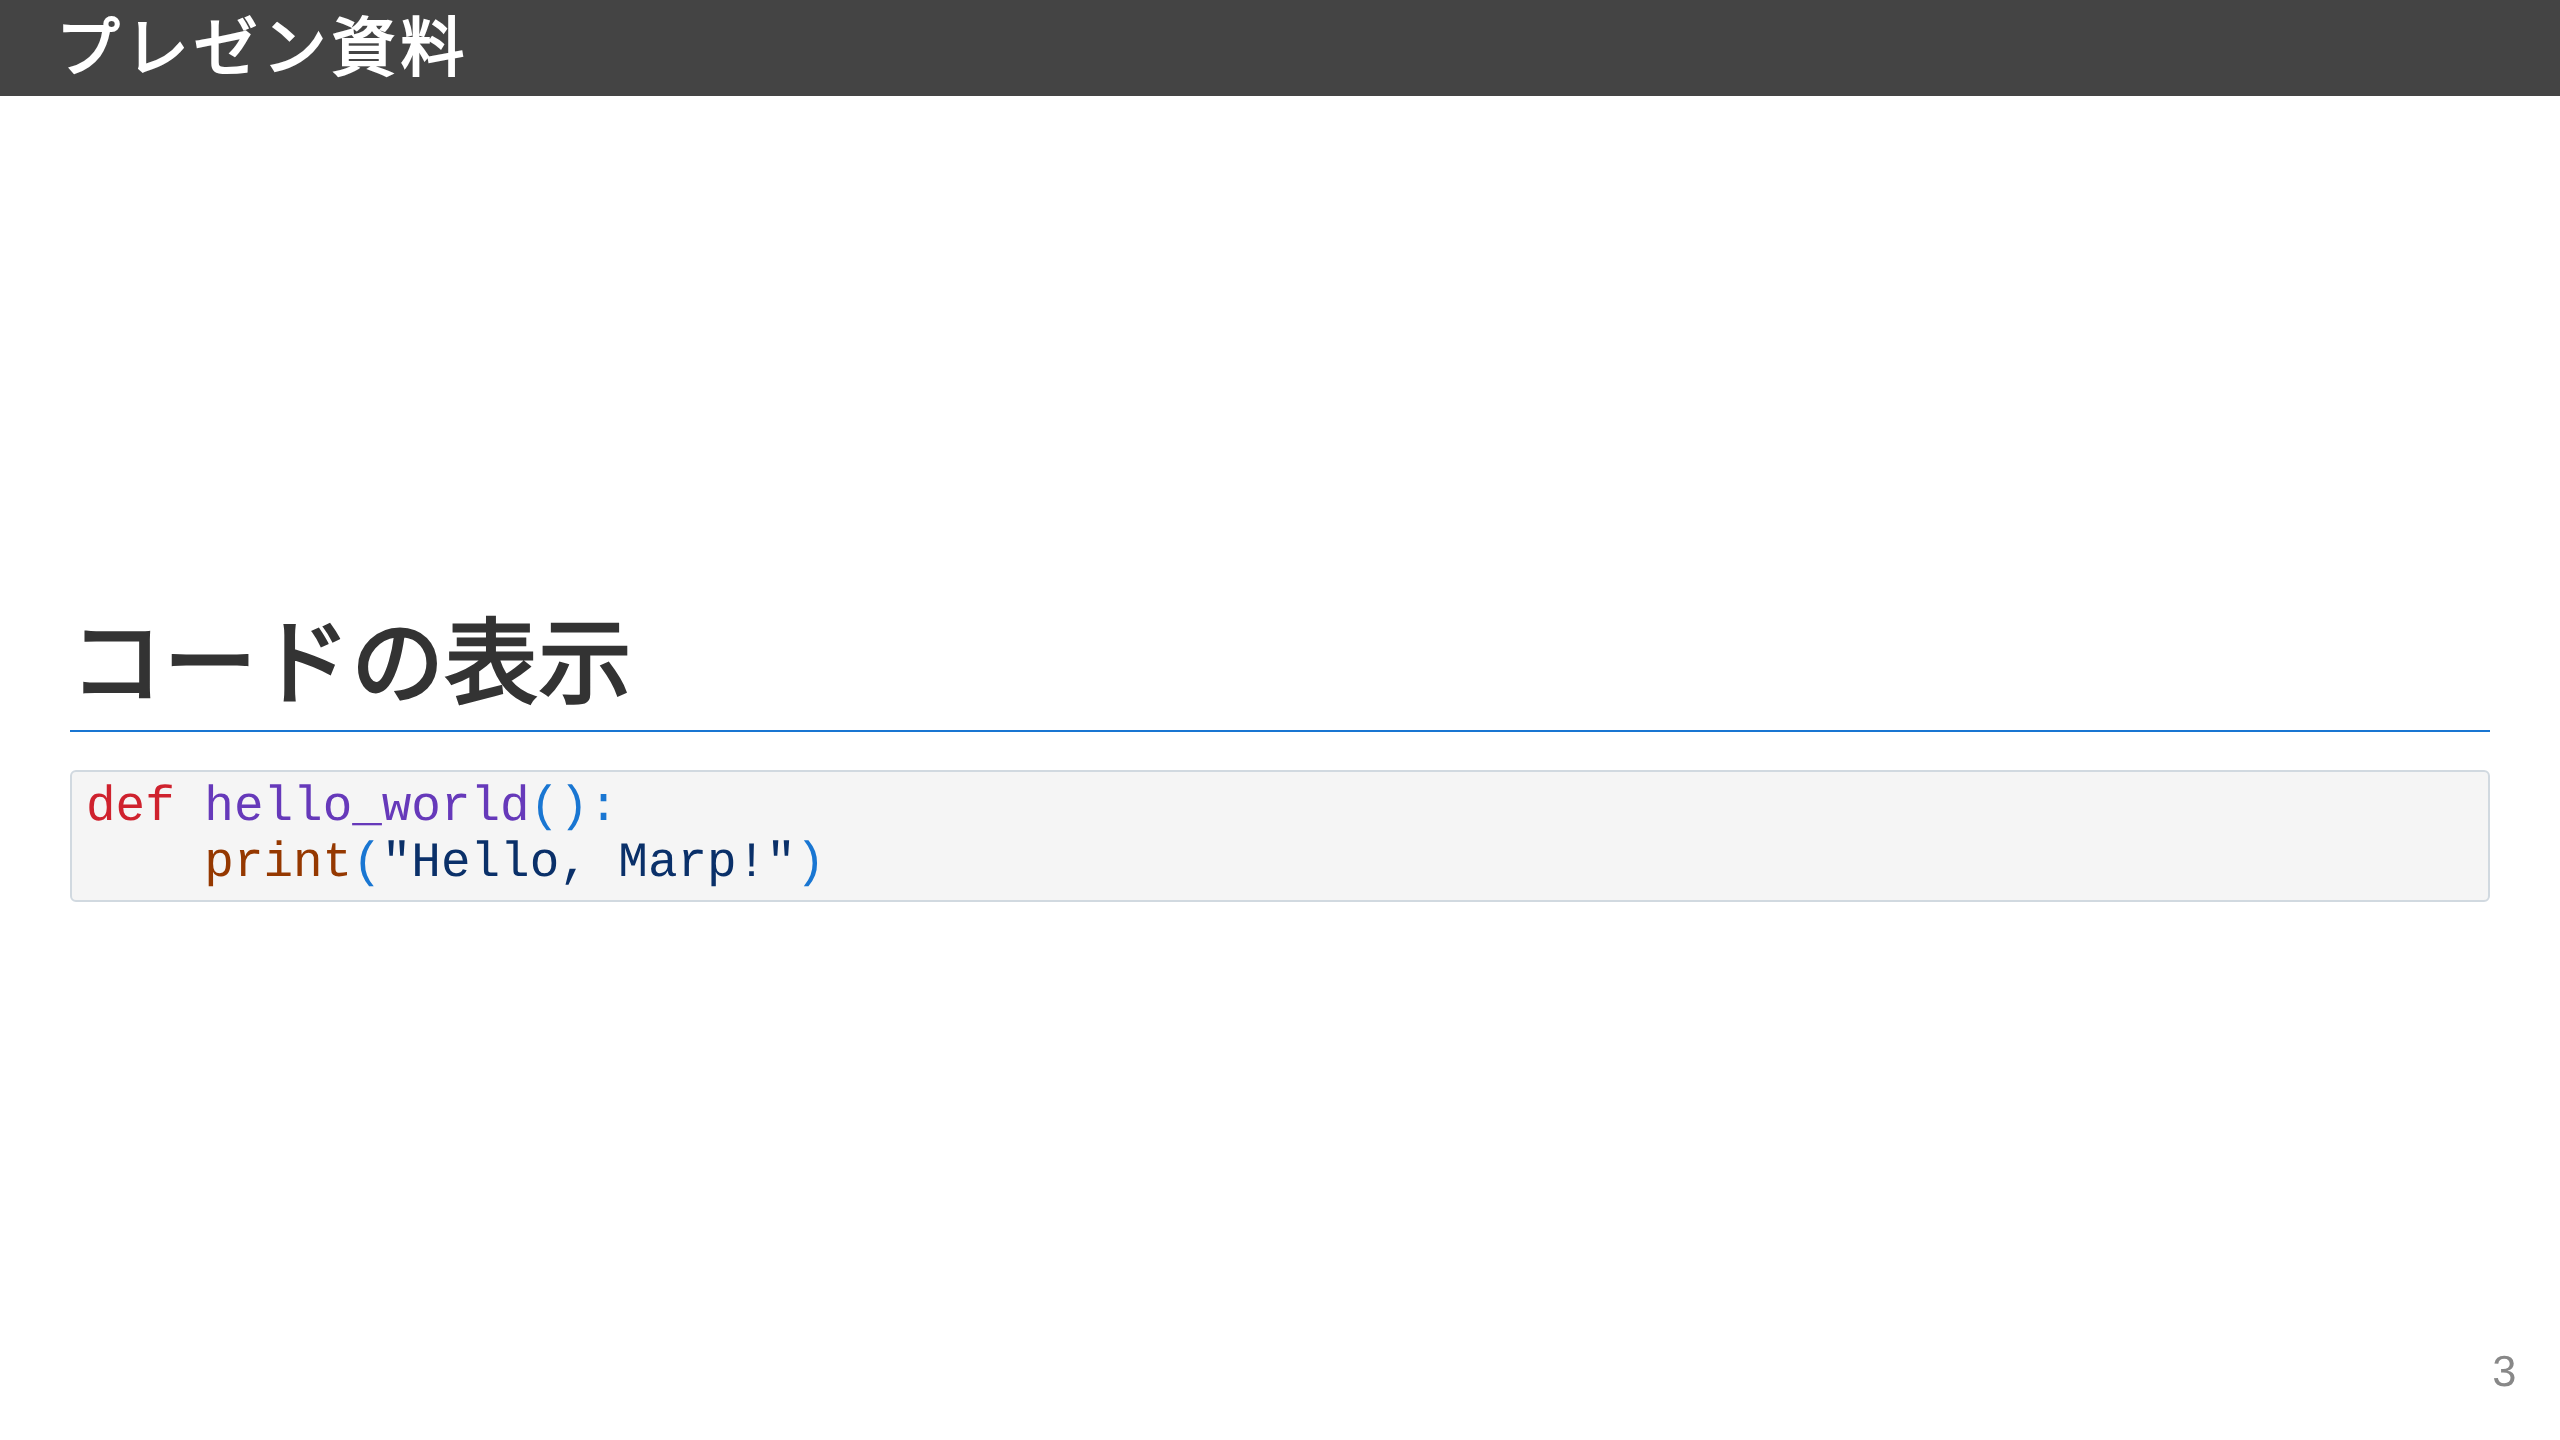 プレゼン資料
コードの表示
def hello_world():
    print("Hello, Marp!")
3